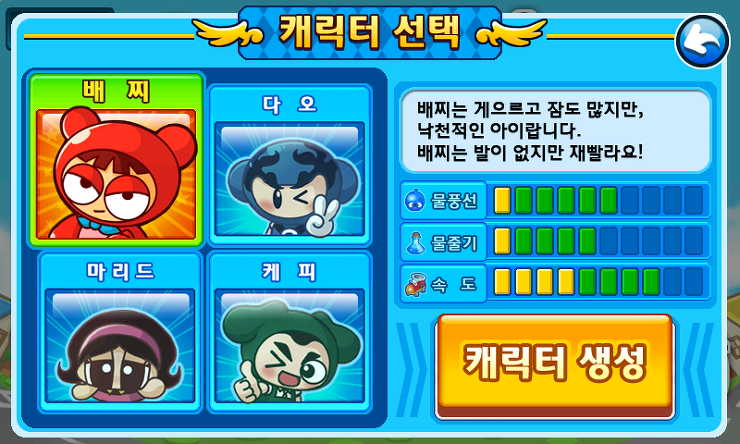 캐릭터 선택
배 찌
다 오
마 리 드
케 피
배찌는 게으르고 잠도 많지만,
낙천적인 아이랍니다.
배찌는 발이 없지만 재빨라요!
물풍선
물줄기
속 도
캐릭터 생성